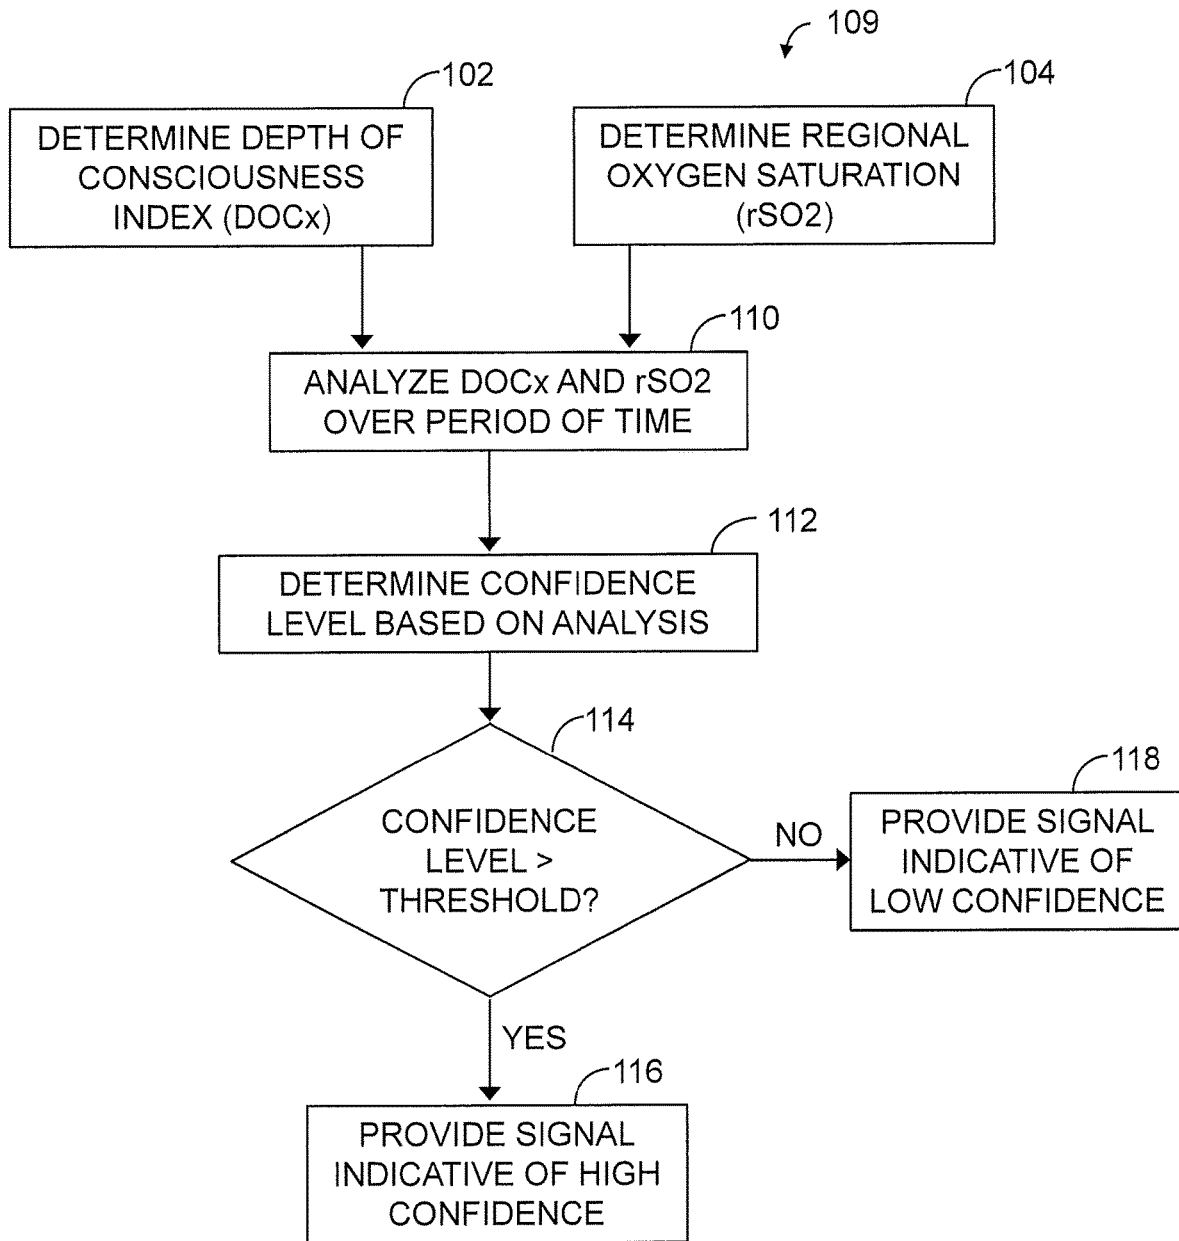 109
102
DETERMINE DEPTH OF
CONSCIOUSNESS
INDEX (DOCx)
104
DETERMINE REGIONAL
OXYGEN SATURATION
(rSO2)
110
ANALYZE DOCx AND rSO2
OVER PERIOD OF TIME
112
DETERMINE CONFIDENCE
LEVEL BASED ON ANALYSIS
114
CONFIDENCE
LEVEL >
THRESHOLD?
NO
118
PROVIDE SIGNAL
INDICATIVE OF
LOW CONFIDENCE
YES
116
PROVIDE SIGNAL
INDICATIVE OF HIGH
CONFIDENCE